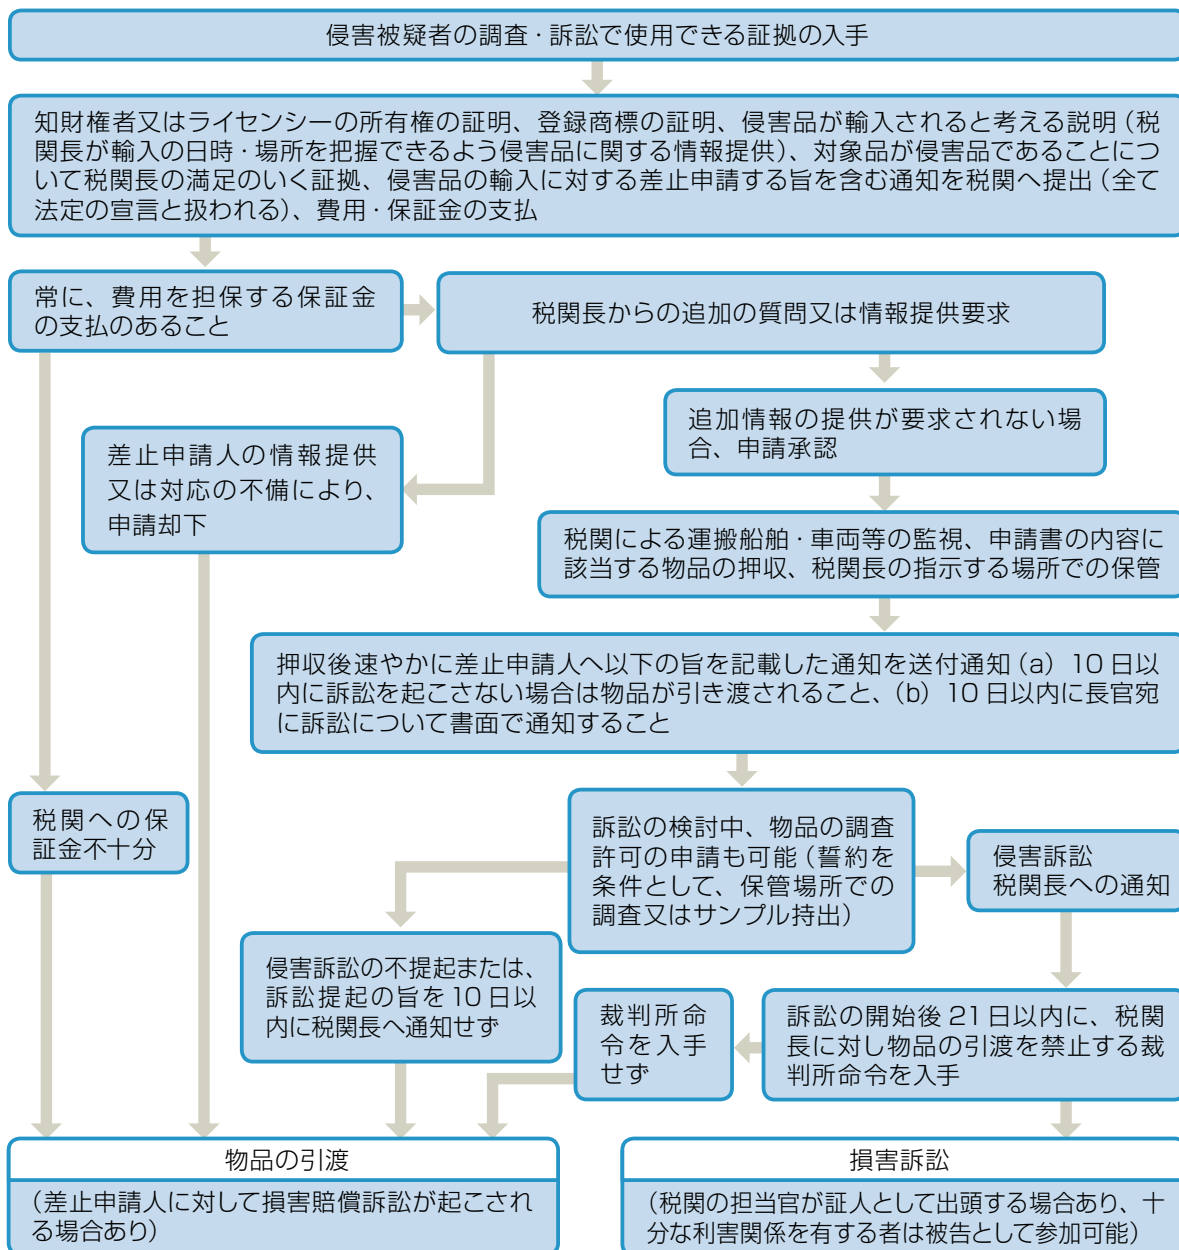 侵害被疑者の調査・訴訟で使用できる証拠の入手
知財権者又はライセンシーの所有権の証明、登録商標の証明、侵害品が輸入されると考える説明（税
関長が輸入の日時・場所を把握できるよう侵害品に関する情報提供）、対象品が侵害品であることにつ
いて税関長の満足のいく証拠、侵害品の輸入に対する差止申請する旨を含む通知を税関へ提出（全て
法定の宣言と扱われる）、費用・保証金の支払
常に、費用を担保する保証金
の支払のあること
税関長からの追加の質問又は情報提供要求
追加情報の提供が要求されない場
合、申請承認
差止申請人の情報提供
又は対応の不備により、
申請却下
税関による運搬船舶・車両等の監視、申請書の内容に
該当する物品の押収、税関長の指示する場所での保管
押収後速やかに差止申請人へ以下の旨を記載した通知を送付通知（a）10日以
内に訴訟を起こさない場合は物品が引き渡されること、（b）10日以内に長官宛
に訴訟について書面で通知すること
税関への保
証金不十分
訴訟の検討中、物品の調査
許可の申請も可能（誓約を
条件として、保管場所での
調査又はサンプル持出）
侵害訴訟
税関長への通知
侵害訴訟の不提起または、
訴訟提起の旨を10日以
内に税関長へ通知せず
裁判所命
令を入手
せず
訴訟の開始後21日以内に、税関
長に対し物品の引渡を禁止する裁
判所命令を入手
物品の引渡
（差止申請人に対して損害賠償訴訟が起こされ
る場合あり）
損害訴訟
（税関の担当官が証人として出頭する場合あり、十
分な利害関係を有する者は被告として参加可能）